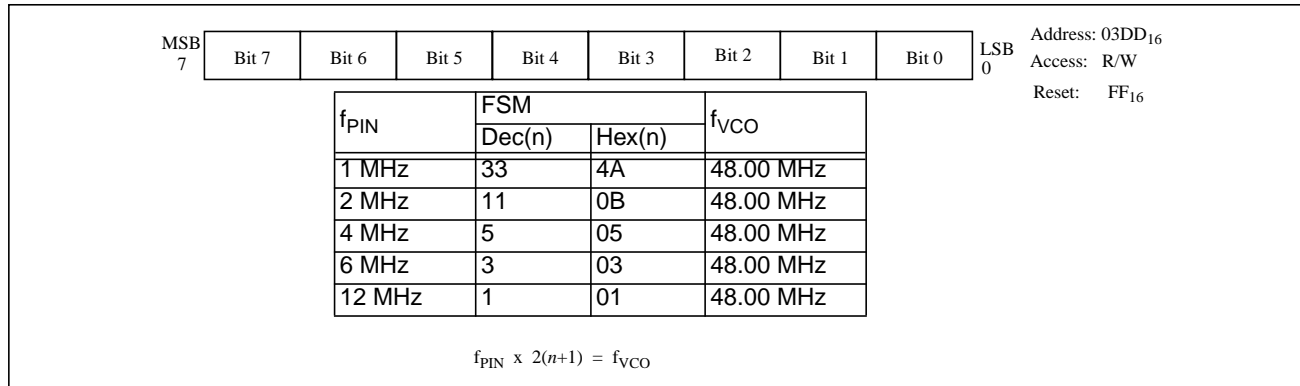 MSB
7
Bit 7 Bit 6 Bit 5 Bit 4 Bit 3 Bit 2 Bit 1 Bit 0
LSB
0
Address: 03DD16
Access: R/W
Reset: FF16
fPIN FSM fVCO
Dec(n) Hex(n)
1 MHz 33 4A 48.00 MHz
2 MHz 11 0B 48.00 MHz
4 MHz 5 05 48.00 MHz
6 MHz 3 03 48.00 MHz
12 MHz 1 01 48.00 MHz
fPIN x 2(n+1) = fVCO